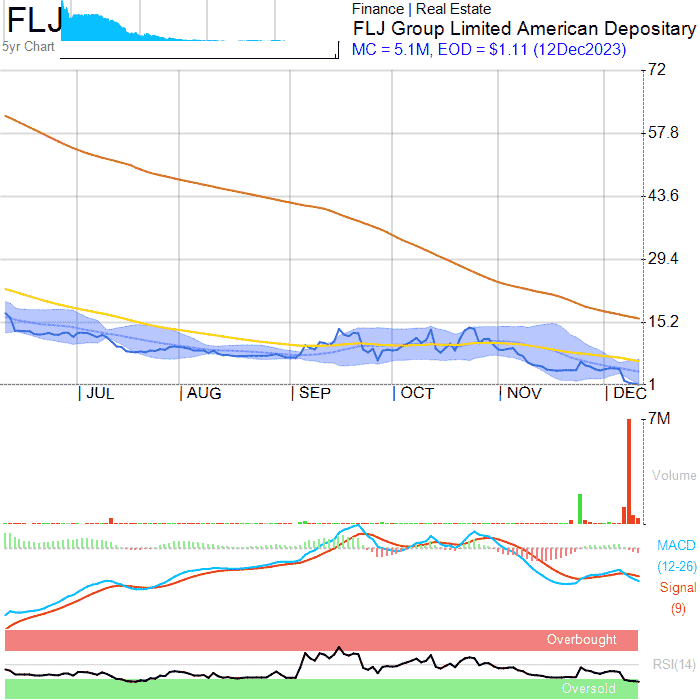 FLJ
5yr Chart
Finance | Real Estate
FLJ Group Limited American Depositary
MC = 5.1M, EOD = $1.11 (12Dec2023)
72
57.8
43.6
29.4
15.2
1
JUL
AUG
SEP
OCT
NOV
DEC
7M
Volume
MACD
(12-26)
Signal
(9)
Overbought
RSI(14)
Oversold